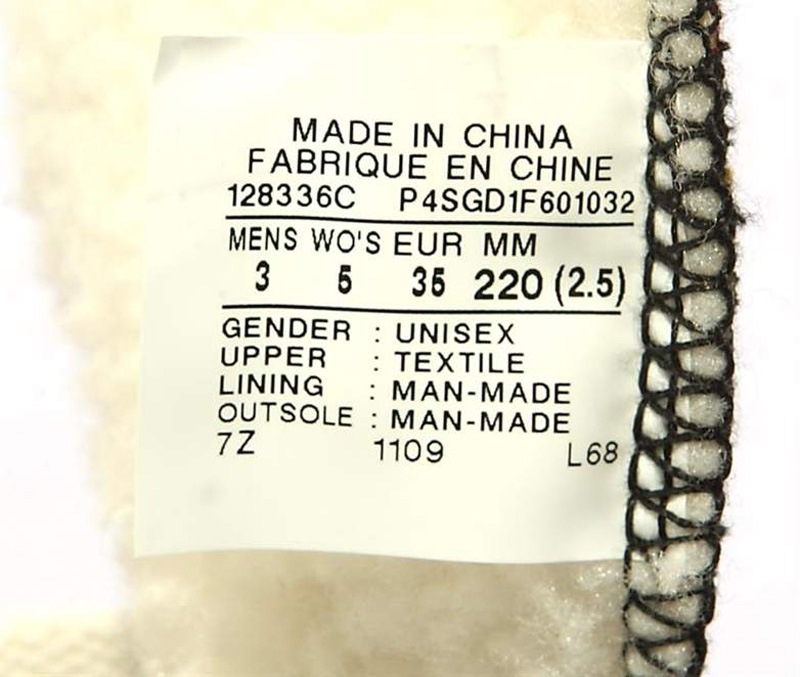 MADE IN CHINA
FABRIQUE EN CHINE
128336C P4SGD1F601032
MENS WO'S EUR MM
3 5 35 220 (2.5)
GENDER : UNISEX
UPPER : TEXTILE
LINING : MAN-MADE
OUTSOLE : MAN-MADE
7Z 1109 L68